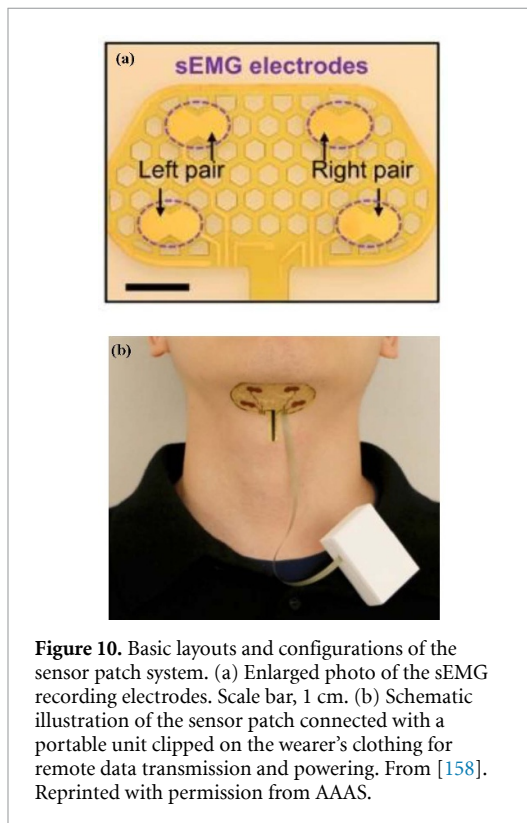 (a)
sEMG electrodes
Left pair
Right pair
(b)
Figure 10. Basic layouts and configurations of the
sensor patch system. (a) Enlarged photo of the sEMG
recording electrodes. Scale bar, 1 cm. (b) Schematic
illustration of the sensor patch connected with a
portable unit clipped on the wearer's clothing for
remote data transmission and powering. From [158].
Reprinted with permission from AAAS.